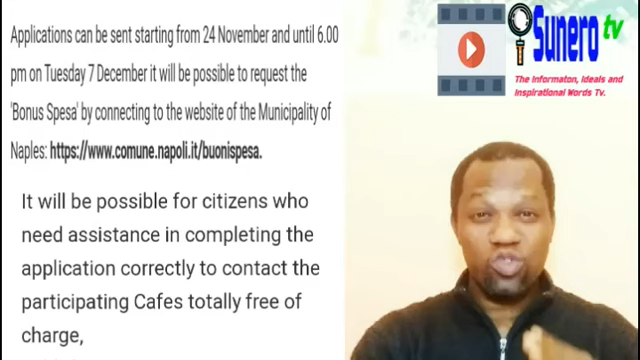 Applications can be sent starting from 24 November and until 6.00
pm on Tuesday 7 December it will be possible to request the
'Bonus Spesa' by connecting to the website of the Municipality of
Naples: https://www.comune.napoli.it/buonispesa.
It will be possible for citizens who
need assistance in completing the
application correctly to contact the
participating Cafes totally free of
charge,
Sunero tv
The Informaton, Ideals and
Inspirational Words Tv.